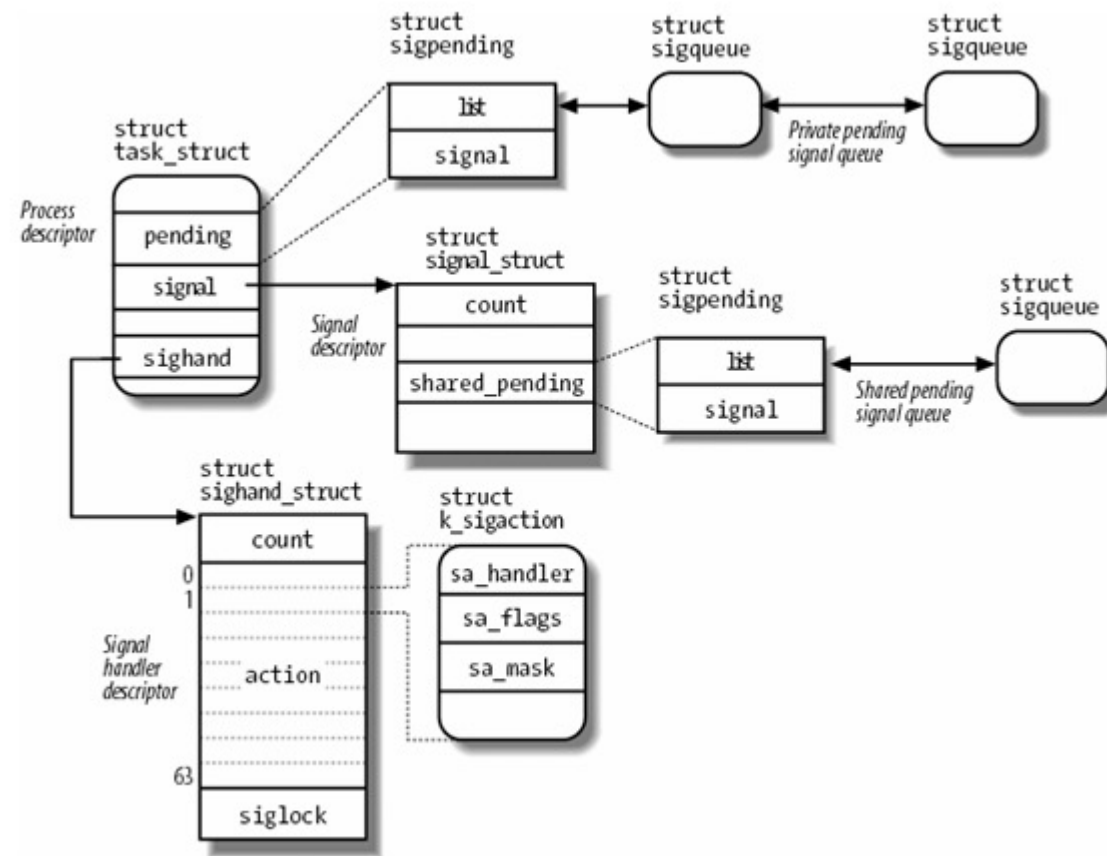 struct
sigpending
struct
sigqueue
struct
sigqueue
list
signal
Private pending
signal queue
struct
task_struct
Process
descriptor
pending
signal
sighand
struct
signal_struct
Signal
descriptor
count
shared_pending
struct
sigpending
list
signal
struct
sigqueue
Shared pending
signal queue
struct
sighand_struct
count
0
1
Signal
handler
descriptor
action
63
siglock
struct
k_sigaction
sa_handler
sa_flags
sa_mask